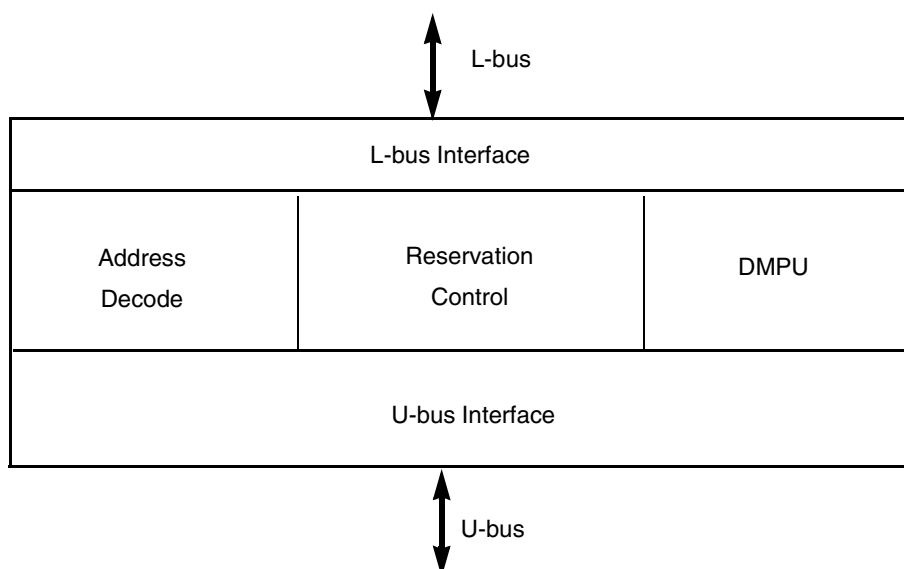 L-bus
L-bus Interface
Address
Decode
Reservation
Control
DMPU
U-bus Interface
U-bus